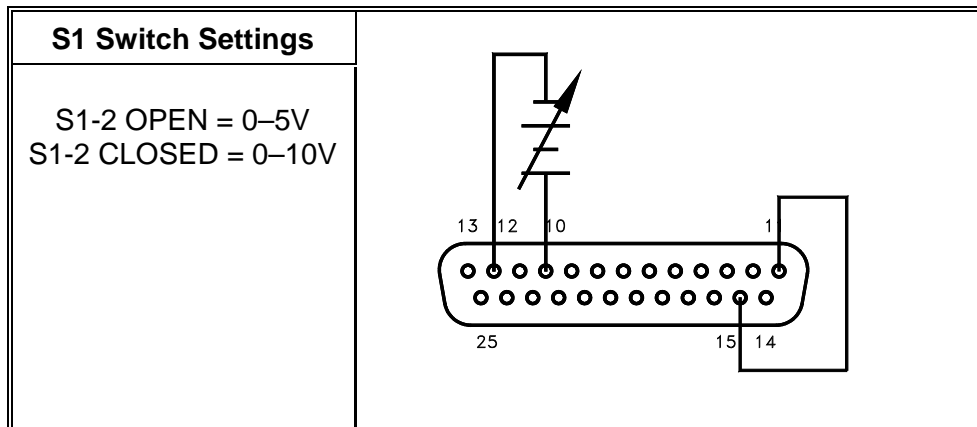 S1 Switch Settings
S1-2 OPEN = 0–5V
S1-2 CLOSED = 0–10V
13 12 10 1
25 15 14